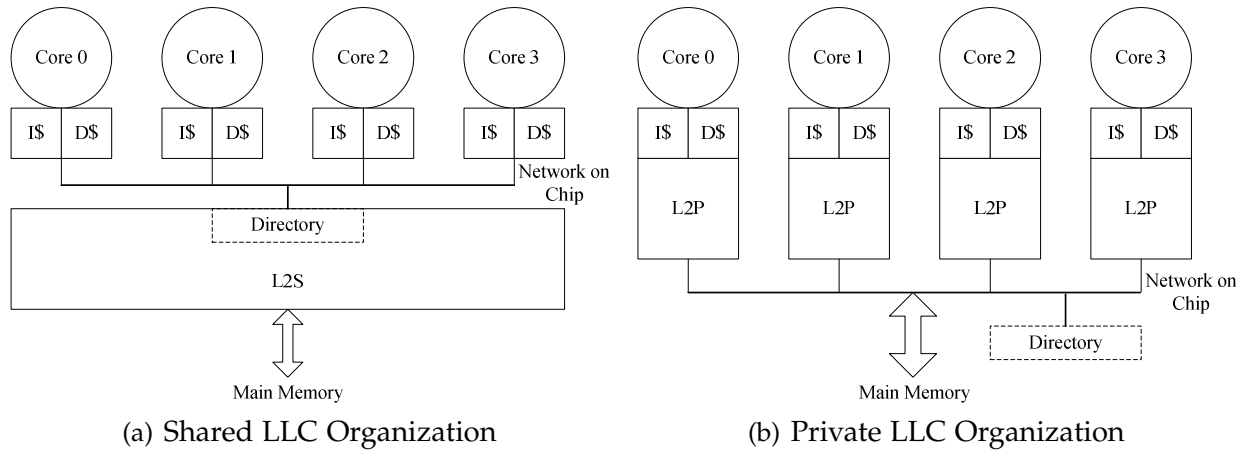 Core 0
Core 1
Core 2
Core 3
I$ D$
I$ D$
I$ D$
I$ D$
Network on
Chip
Directory
L2S
Main Memory
(a) Shared LLC Organization
Core 0
Core 1
Core 2
Core 3
I$ D$
I$ D$
I$ D$
I$ D$
L2P
L2P
L2P
L2P
Network on
Chip
Directory
Main Memory
(b) Private LLC Organization